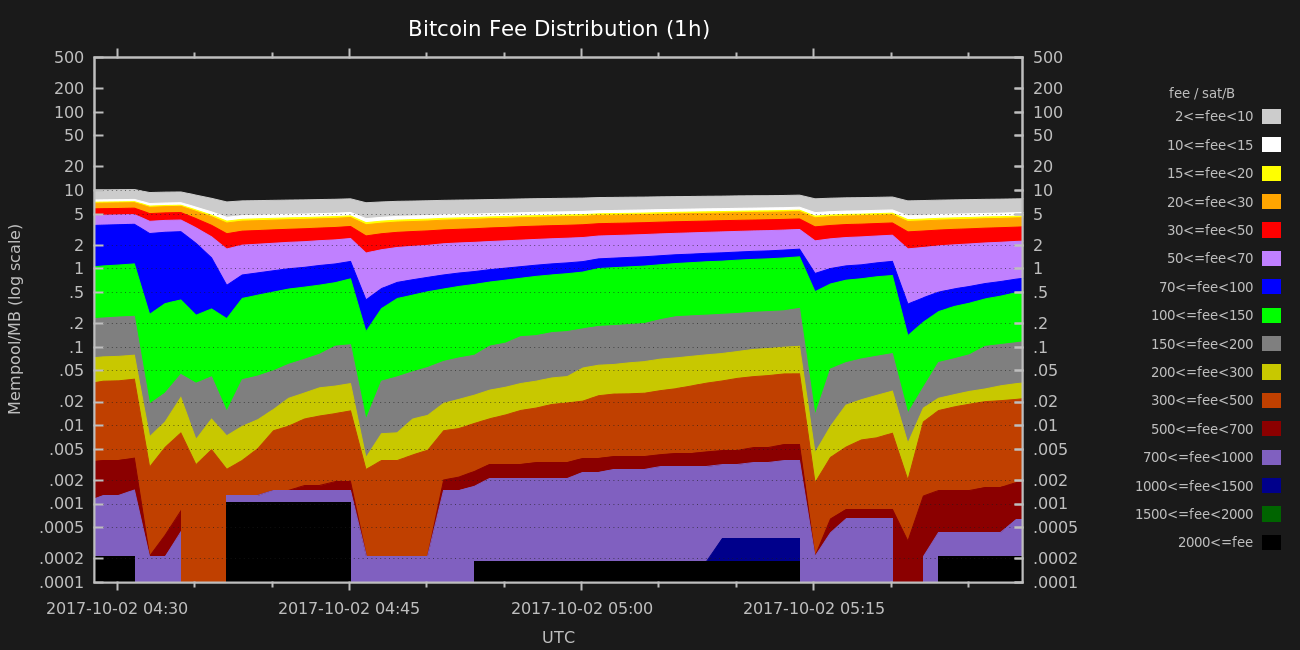 Bitcoin Fee Distribution (1h)
500
200
100
50
20
10
5
2
1
.5
.2
.1
.05
.02
.01
.005
.002
.001
.0005
.0002
.0001
Mempool/MB (log scale)
500
200
100
50
20
10
5
2
1
.5
.2
.1
.05
.02
.01
.005
.002
.001
.0005
.0002
.0001
2017-10-02 04:30
2017-10-02 04:45
2017-10-02 05:00
2017-10-02 05:15
UTC
fee / sat/B
2<=fee<10
10<=fee<15
15<=fee<20
20<=fee<30
30<=fee<50
50<=fee<70
70<=fee<100
100<=fee<150
150<=fee<200
200<=fee<300
300<=fee<500
500<=fee<700
700<=fee<1000
1000<=fee<1500
1500<=fee<2000
2000<=fee